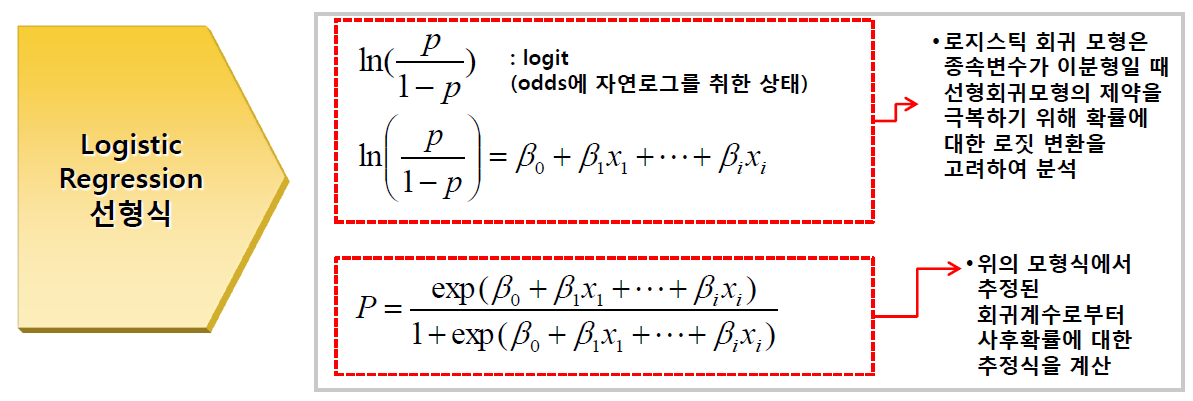 Logistic
Regression
선형식
ln(p/(1-p)) : logit
(odds에 자연로그를 취한 상태)
ln(p/(1-p)) = β₀ + β₁x₁ + ⋯ + βᵢxᵢ
•로지스틱 회귀 모형은
종속변수가 이분형일 때
선형회귀모형의 제약을
극복하기 위해 확률에
대한 로짓 변환을
고려하여 분석
P = exp(β₀ + β₁x₁ + ⋯ + βᵢxᵢ) / (1 + exp(β₀ + β₁x₁ + ⋯ + βᵢxᵢ))
•위의 모형식에서
추정된
회귀계수로부터
사후확률에 대한
추정식을 계산